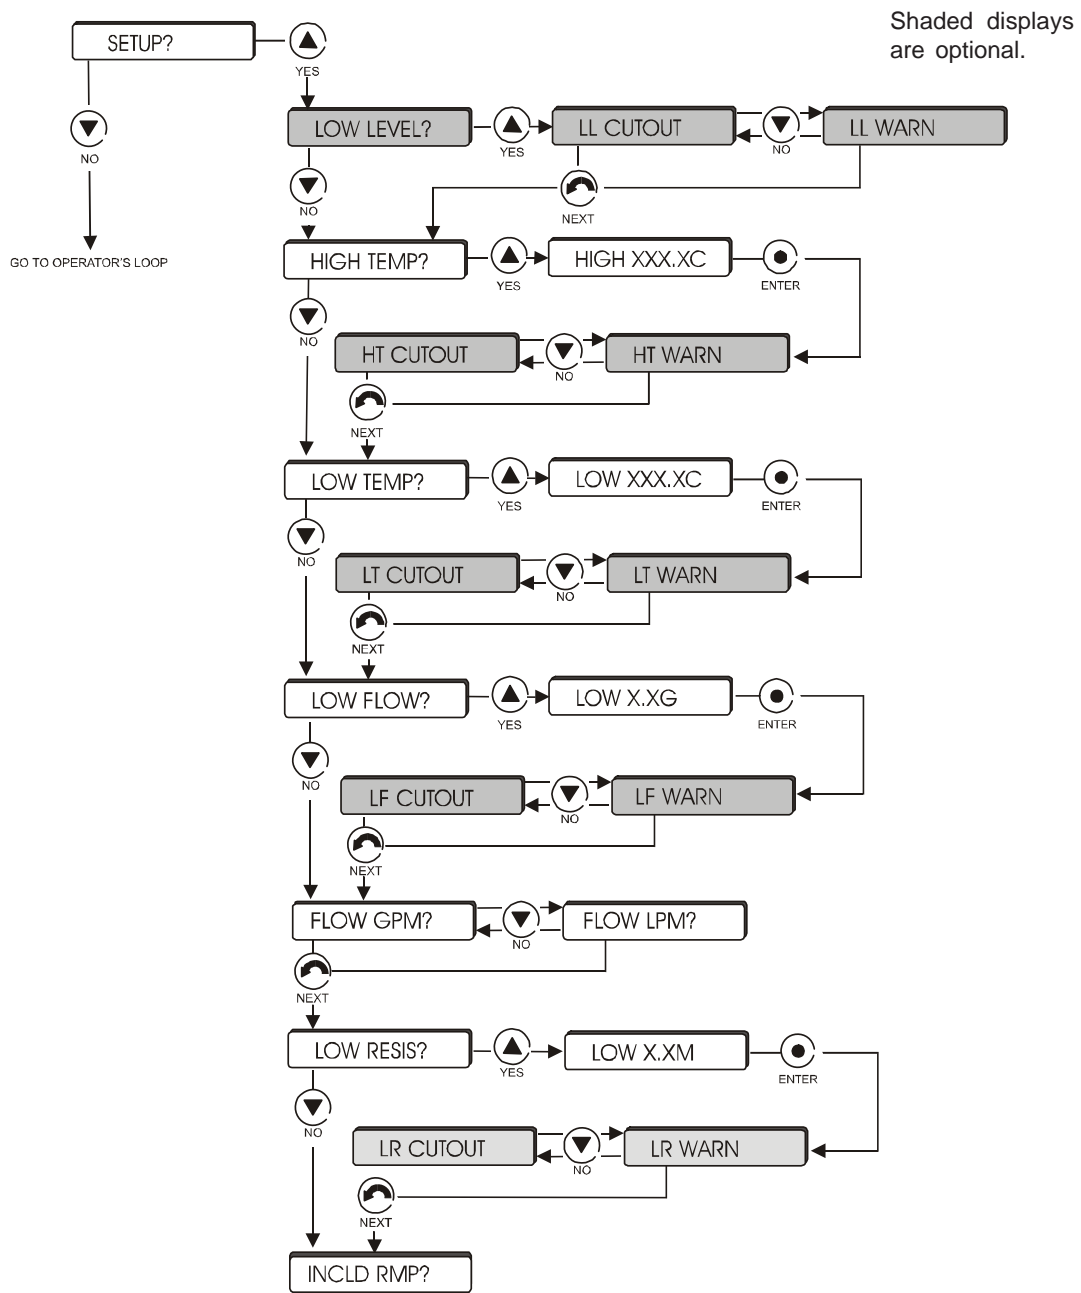 Shaded displays
are optional.
SETUP?
YES
NO
GO TO OPERATOR'S LOOP
LOW LEVEL?
YES
LL CUTOUT
NO
LL WARN
NO
NEXT
HIGH TEMP?
YES
HIGH XXX.XC
ENTER
NO
HT CUTOUT
NO
HT WARN
NEXT
LOW TEMP?
YES
LOW XXX.XC
ENTER
NO
LT CUTOUT
NO
LT WARN
NEXT
LOW FLOW?
YES
LOW X.XG
ENTER
NO
LF CUTOUT
NO
LF WARN
NEXT
FLOW GPM?
NO
FLOW LPM?
NEXT
LOW RESIS?
YES
LOW X.XM
ENTER
NO
LR CUTOUT
NO
LR WARN
NEXT
INCLD RMP?